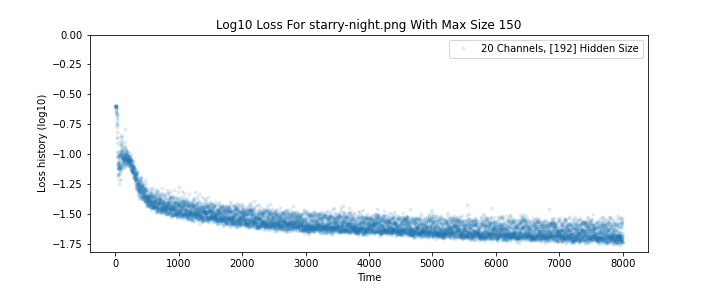 Log10 Loss For starry-night.png With Max Size 150
20 Channels, [192] Hidden Size
Loss history (log10)
0.00
−0.25
−0.50
−0.75
−1.00
−1.25
−1.50
−1.75
0 1000 2000 3000 4000 5000 6000 7000 8000
Time